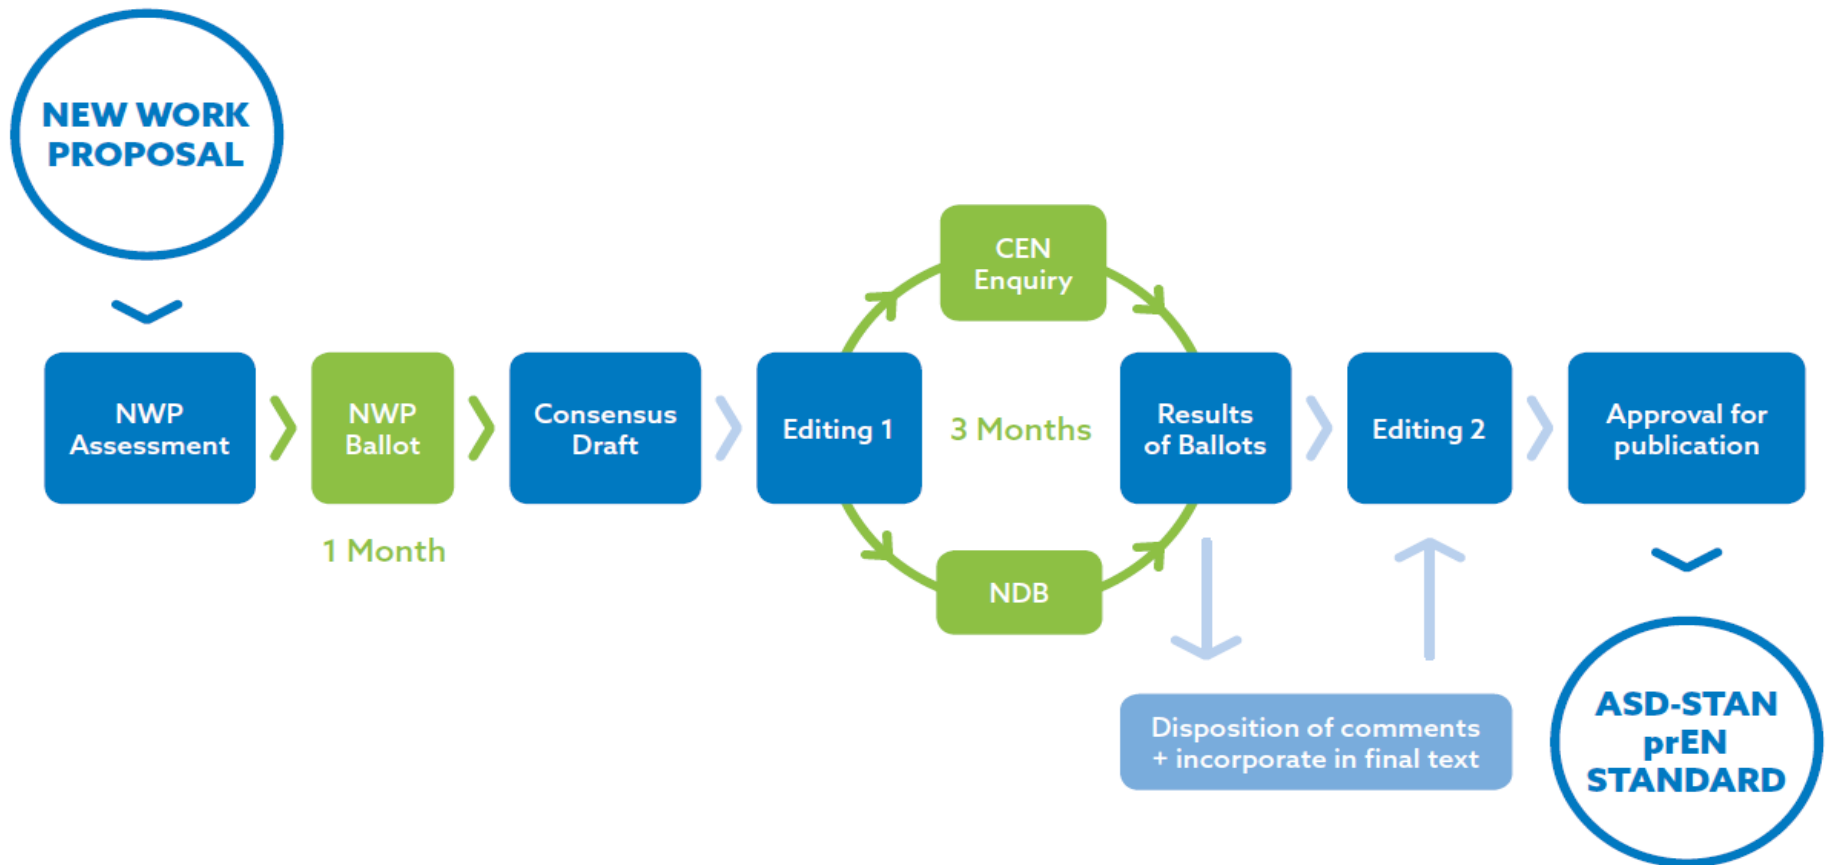 NEW WORK
PROPOSAL
NWP
Assessment
NWP
Ballot
1 Month
Consensus
Draft
Editing 1
CEN
Enquiry
3 Months
NDB
Results
of Ballots
Disposition of comments
+ incorporate in final text
Editing 2
Approval for
publication
ASD-STAN
prEN
STANDARD